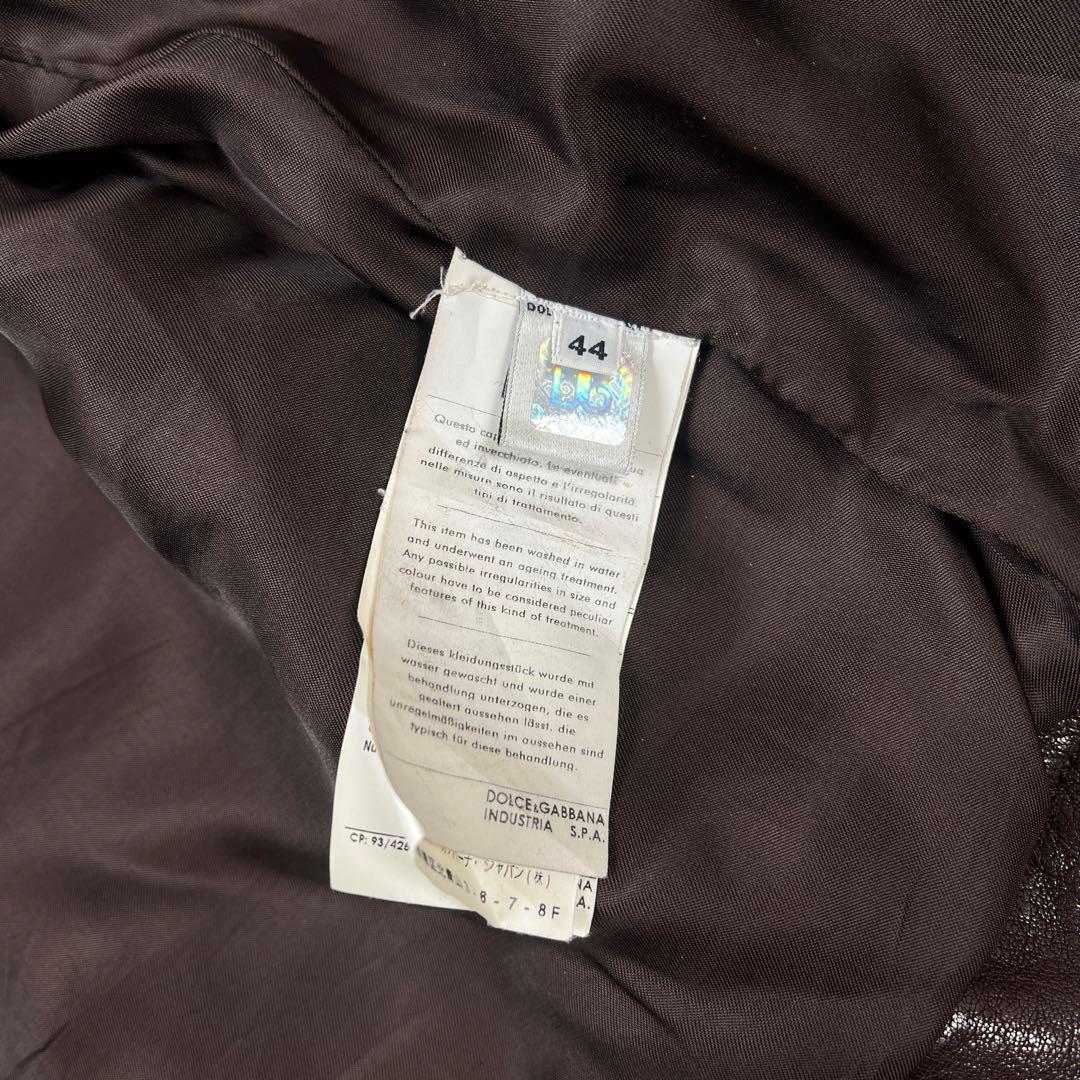 DOL
44
Questo
ed invecchiato. Le eventuali
differenze di aspetto e l'irregolarità
nelle misure sono il risultato di questi
tini di trattamento.
This item has been washed in water
and underwent an ageing treatment.
Any possible irregularities in size and
colour have to be considered peculiar
features of this kind of treatment.
Dieses kleidungsstück wurde mit
wasser gewascht und wurde einer
behandlung unterzogen, die es
gealtert aussehen lässt. die
unregelmäßigkeiten im aussehen sind
typisch für diese behandlung.
DOLCE&GABBANA
INDUSTRIA S.P.A.
CP: 93/426
ジャパン(株)
NA
A.
-8-7-8F